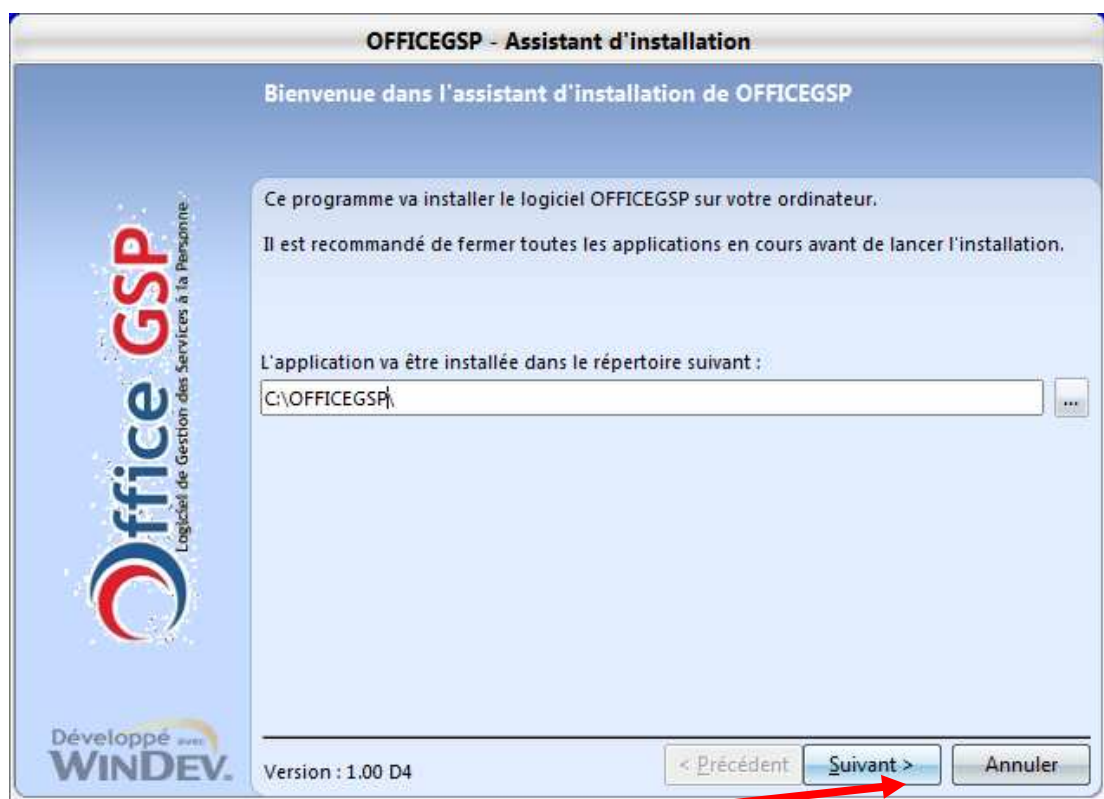 OFFICEGSP - Assistant d'installation
Bienvenue dans l'assistant d'installation de OFFICEGSP
Ce programme va installer le logiciel OFFICEGSP sur votre ordinateur.
Il est recommandé de fermer toutes les applications en cours avant de lancer l'installation.
L'application va être installée dans le répertoire suivant :
C:\OFFICEGSP\
...
Office GSP
Logiciel de Gestion des Services à la Personne
Développé avec
WINDEV.
Version : 1.00 D4
< Précédent
Suivant >
Annuler